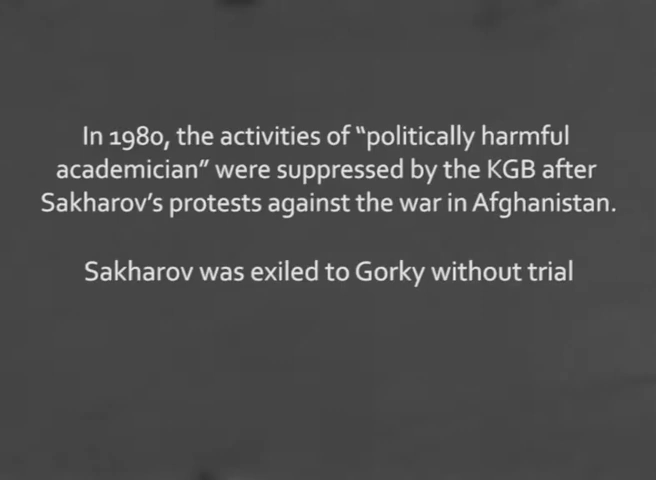 In 1980, the activities of “politically harmful
academician” were suppressed by the KGB after
Sakharov’s protests against the war in Afghanistan.
Sakharov was exiled to Gorky without trial